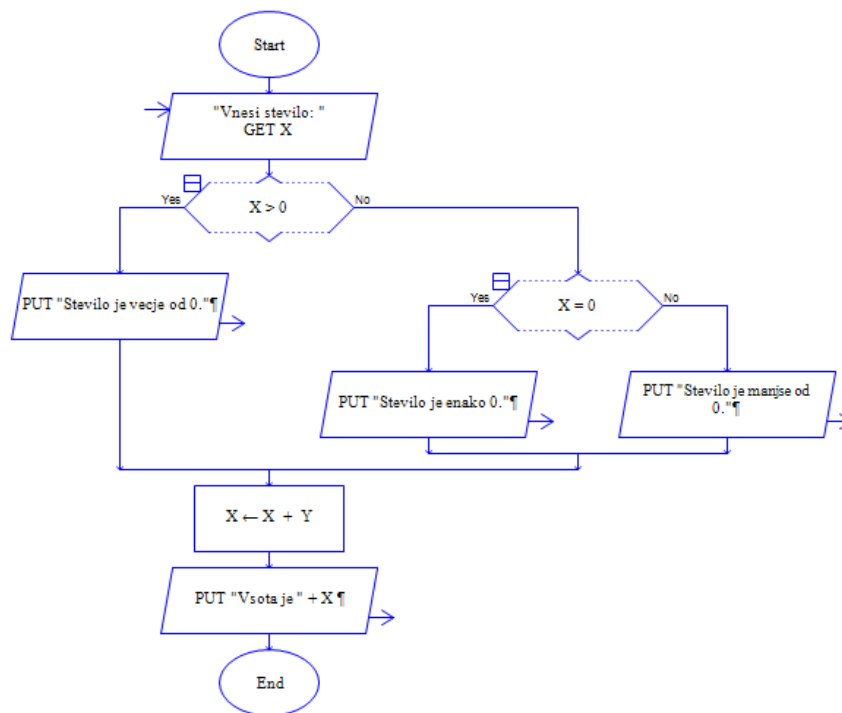 Start
"Vnesi stevilo: "
GET X
Yes
No
X > 0
PUT "Stevilo je vecje od 0."¶
Yes
No
X = 0
PUT "Stevilo je enako 0."¶
PUT "Stevilo je manjse od
0."¶
X ← X + Y
PUT "Vsota je " + X ¶
End